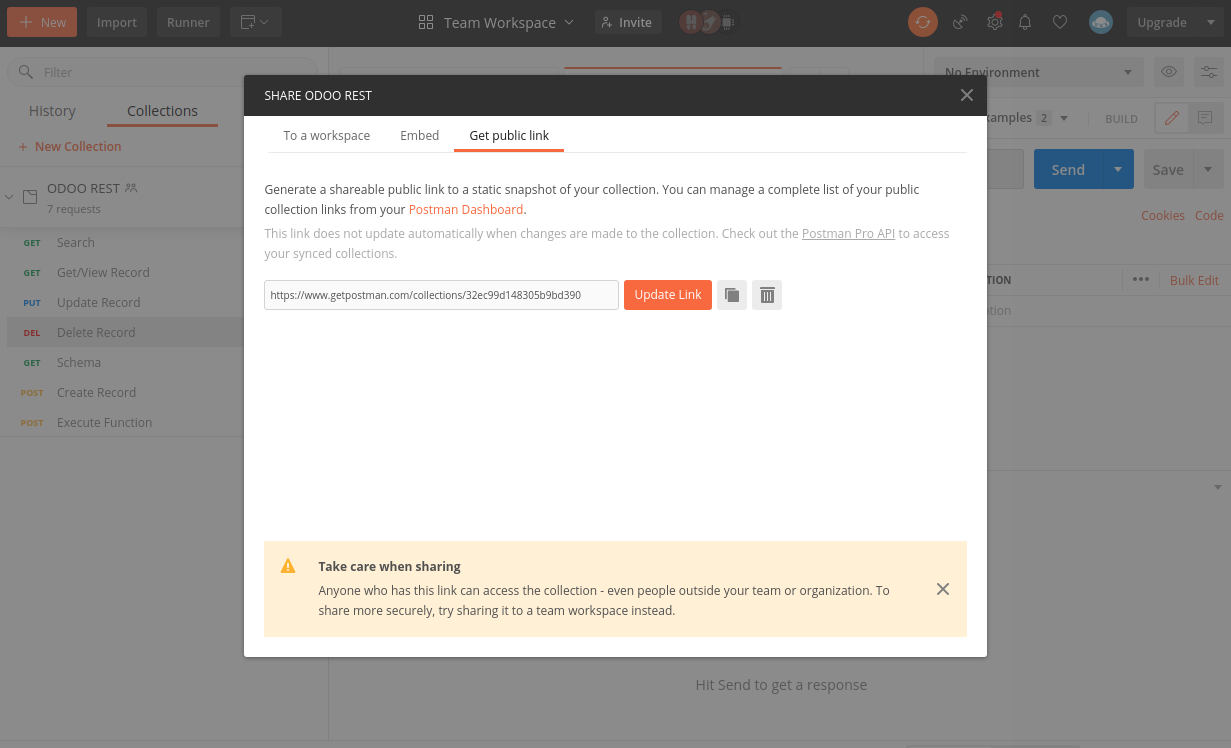 New
Import
Runner
Team Workspace
Invite
Upgrade
Filter
No Environment
History
Collections
New Collection
ODOO REST
7 requests
GET Search
GET Get/View Record
PUT Update Record
DEL Delete Record
GET Schema
POST Create Record
POST Execute Function
SHARE ODOO REST
To a workspace
Embed
Get public link
Generate a shareable public link to a static snapshot of your collection. You can manage a complete list of your public
collection links from your Postman Dashboard.
This link does not update automatically when changes are made to the collection. Check out the Postman Pro API to access
your synced collections.
https://www.getpostman.com/collections/32ec99d148305b9bd390
Update Link
Take care when sharing
Anyone who has this link can access the collection - even people outside your team or organization. To
share more securely, try sharing it to a team workspace instead.
amples 2
BUILD
Send
Save
Cookies Code
TION
Bulk Edit
tion
Hit Send to get a response